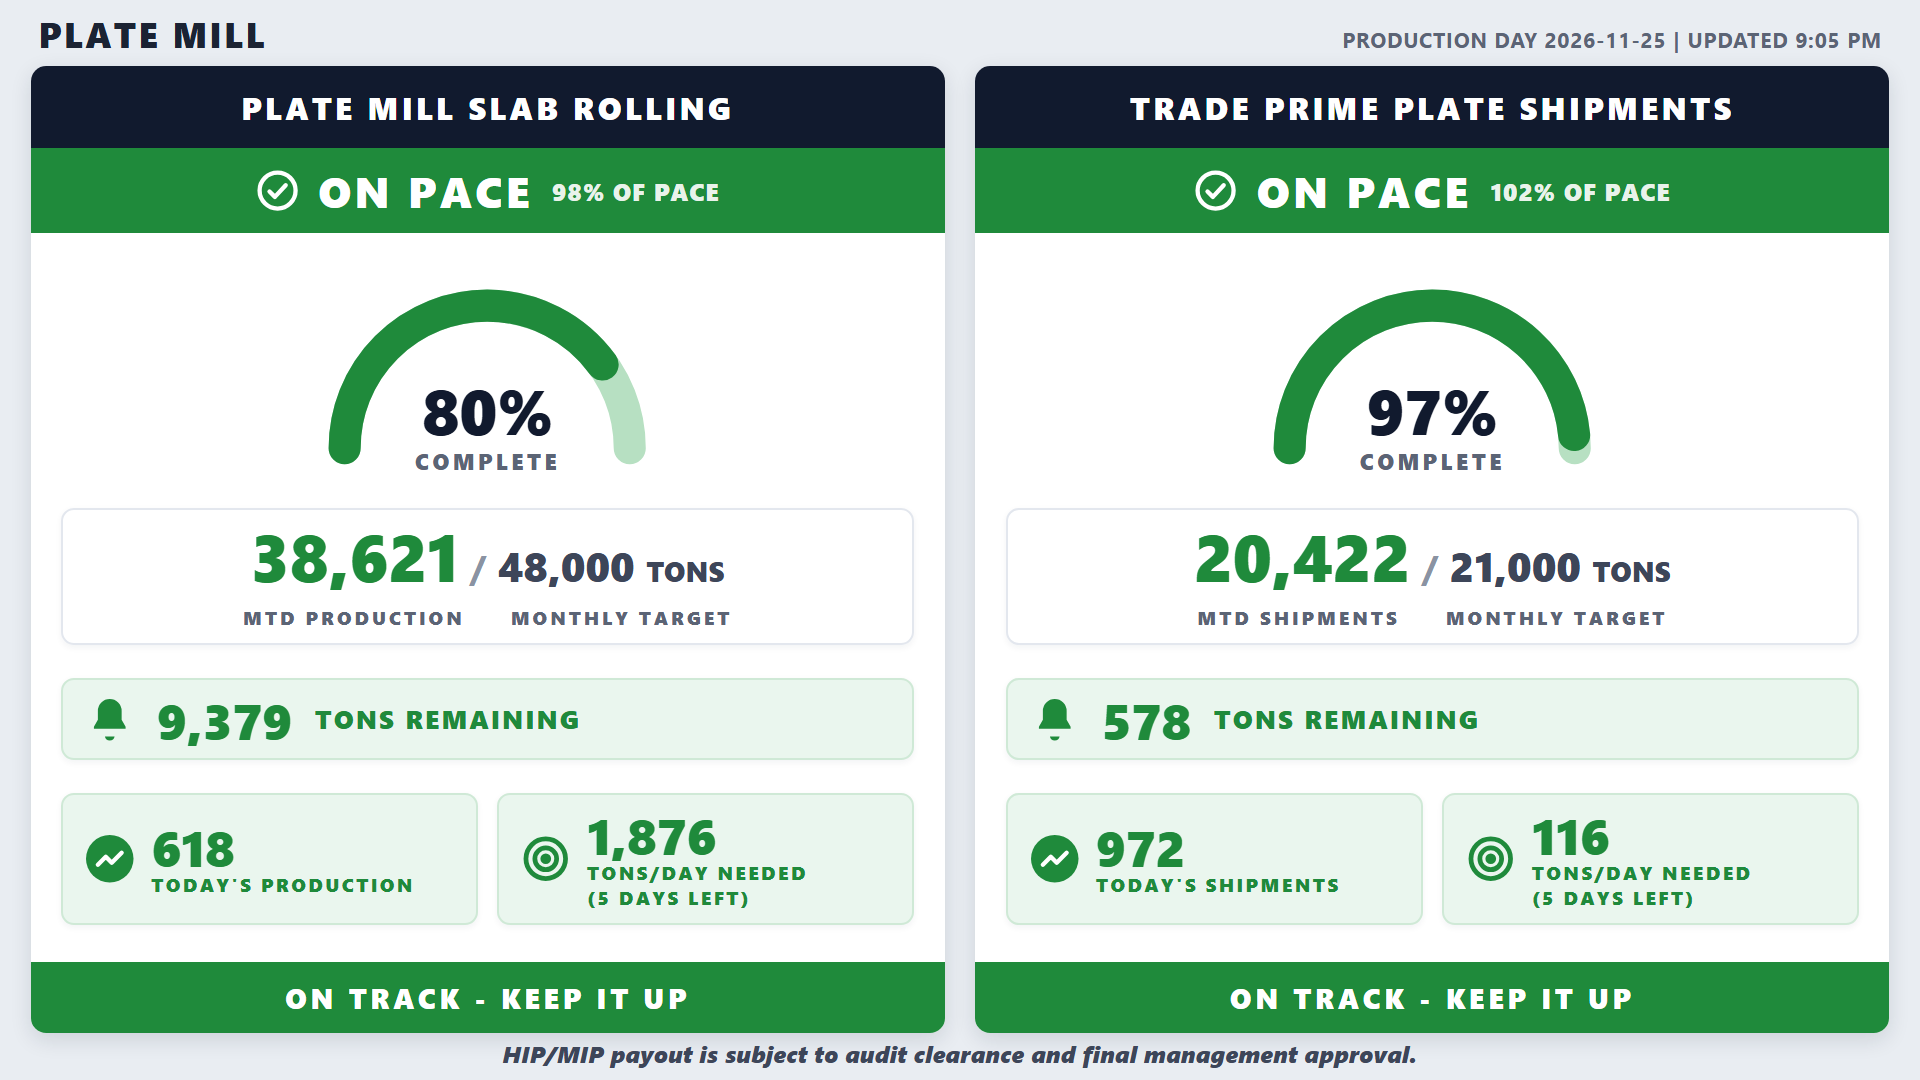 PLATE MILL
PRODUCTION DAY 2026-11-25 | UPDATED 9:05 PM
PLATE MILL SLAB ROLLING
ON PACE 98% OF PACE
80%
COMPLETE
38,621 / 48,000 TONS
MTD PRODUCTION MONTHLY TARGET
9,379 TONS REMAINING
618
TODAY'S PRODUCTION
1,876
TONS/DAY NEEDED
(5 DAYS LEFT)
ON TRACK - KEEP IT UP
TRADE PRIME PLATE SHIPMENTS
ON PACE 102% OF PACE
97%
COMPLETE
20,422 / 21,000 TONS
MTD SHIPMENTS MONTHLY TARGET
578 TONS REMAINING
972
TODAY'S SHIPMENTS
116
TONS/DAY NEEDED
(5 DAYS LEFT)
ON TRACK - KEEP IT UP
HIP/MIP payout is subject to audit clearance and final management approval.